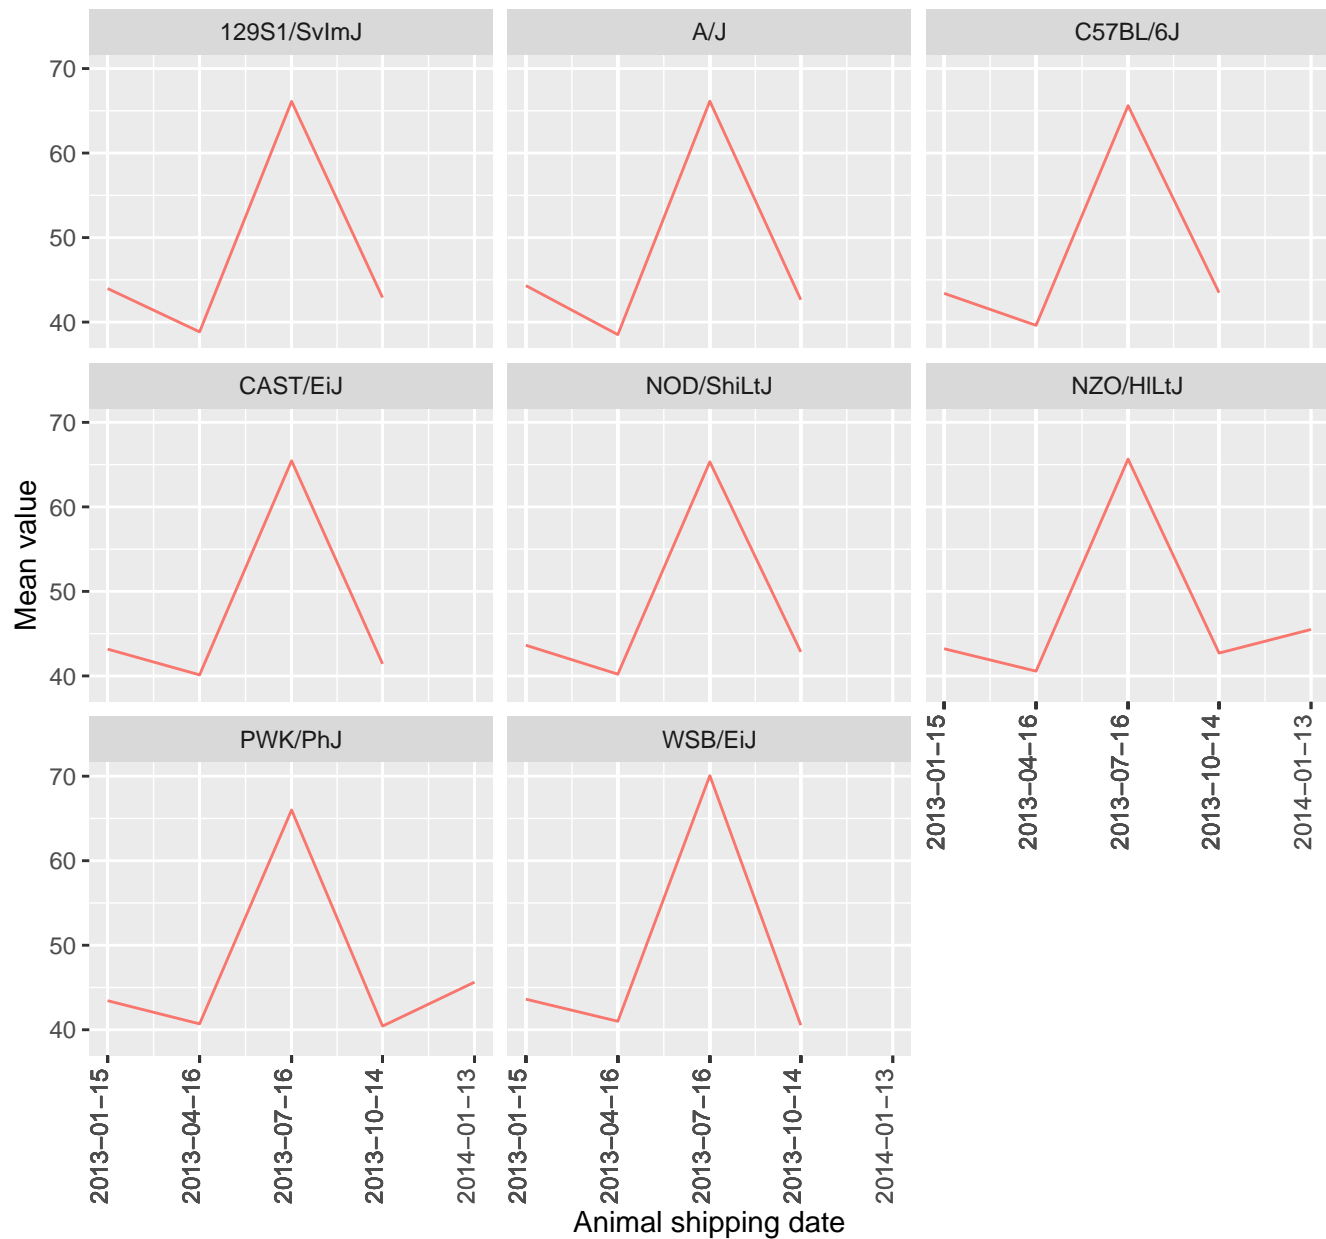 129S1/SvImJ
A/J
C57BL/6J
70
60
50
40
CAST/EiJ
NOD/ShiLtJ
NZO/HlLtJ
70
60
50
40
Mean value
2013−01−15
2013−04−16
2013−07−16
2013−10−14
2014−01−13
PWK/PhJ
WSB/EiJ
70
60
50
40
2013−01−15
2013−04−16
2013−07−16
2013−10−14
2014−01−13
2013−01−15
2013−04−16
2013−07−16
2013−10−14
2014−01−13
Animal shipping date